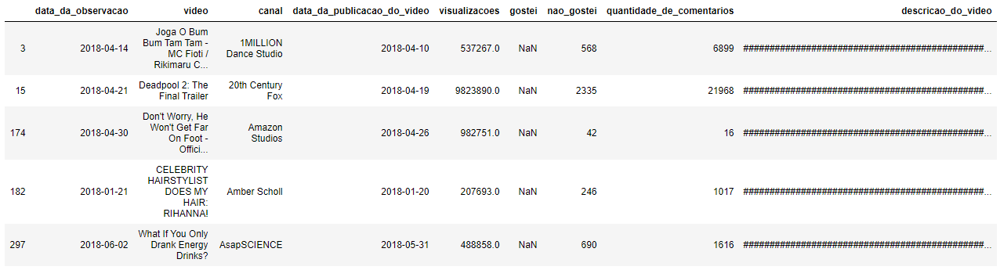 data_da_observacao video canal data_da_publicacao_do_video visualizacoes gostei nao_gostei quantidade_de_comentarios descricao_do_video
3 2018-04-14 Joga O Bum Bum Tam Tam - MC Fioti / Rikimaru C... 1MILLION Dance Studio 2018-04-10 537267.0 NaN 568 6899 ##############################################...
15 2018-04-21 Deadpool 2: The Final Trailer 20th Century Fox 2018-04-19 9823890.0 NaN 2335 21968 ##############################################...
174 2018-04-30 Don't Worry, He Won't Get Far On Foot - Offici... Amazon Studios 2018-04-26 982751.0 NaN 42 16 ##############################################...
182 2018-01-21 CELEBRITY HAIRSTYLIST DOES MY HAIR: RIHANNA! Amber Scholl 2018-01-20 207693.0 NaN 246 1017 ##############################################...
297 2018-06-02 What If You Only Drank Energy Drinks? AsapSCIENCE 2018-05-31 488858.0 NaN 690 1616 ##############################################...